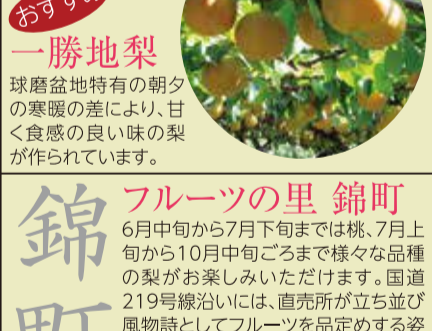 おすすめ
一勝地梨
球磨盆地特有の朝夕
の寒暖の差により、甘
く食感の良い味の梨
が作られています。
錦町
フルーツの里 錦町
6月中旬から7月下旬までは桃、7月上
旬から10月中旬ごろまで様々な品種
の梨がお楽しみいただけます。国道
219号線沿いには、直売所が立ち並び
風物詩としてフルーツを品定めする姿